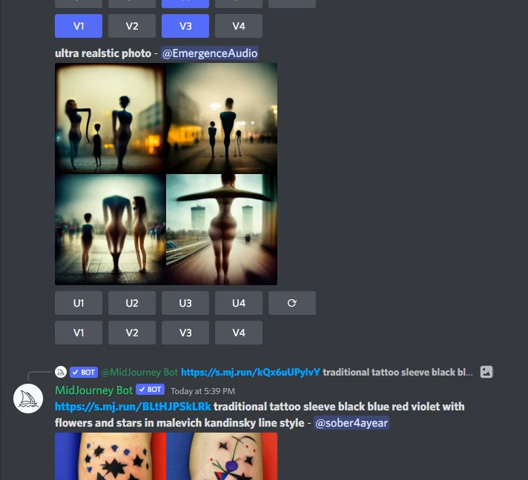 V1 V2 V3 V4
ultra realstic photo - @EmergenceAudio
U1 U2 U3 U4
V1 V2 V3 V4
BOT @MidJourney Bot https://s.mj.run/kQx6uUPylvY traditional tattoo sleeve black bl...
MidJourney Bot BOT Today at 5:39 PM
https://s.mj.run/BLtHJPSkLRk traditional tattoo sleeve black blue red violet with
flowers and stars in malevich kandinsky line style - @sober4ayear